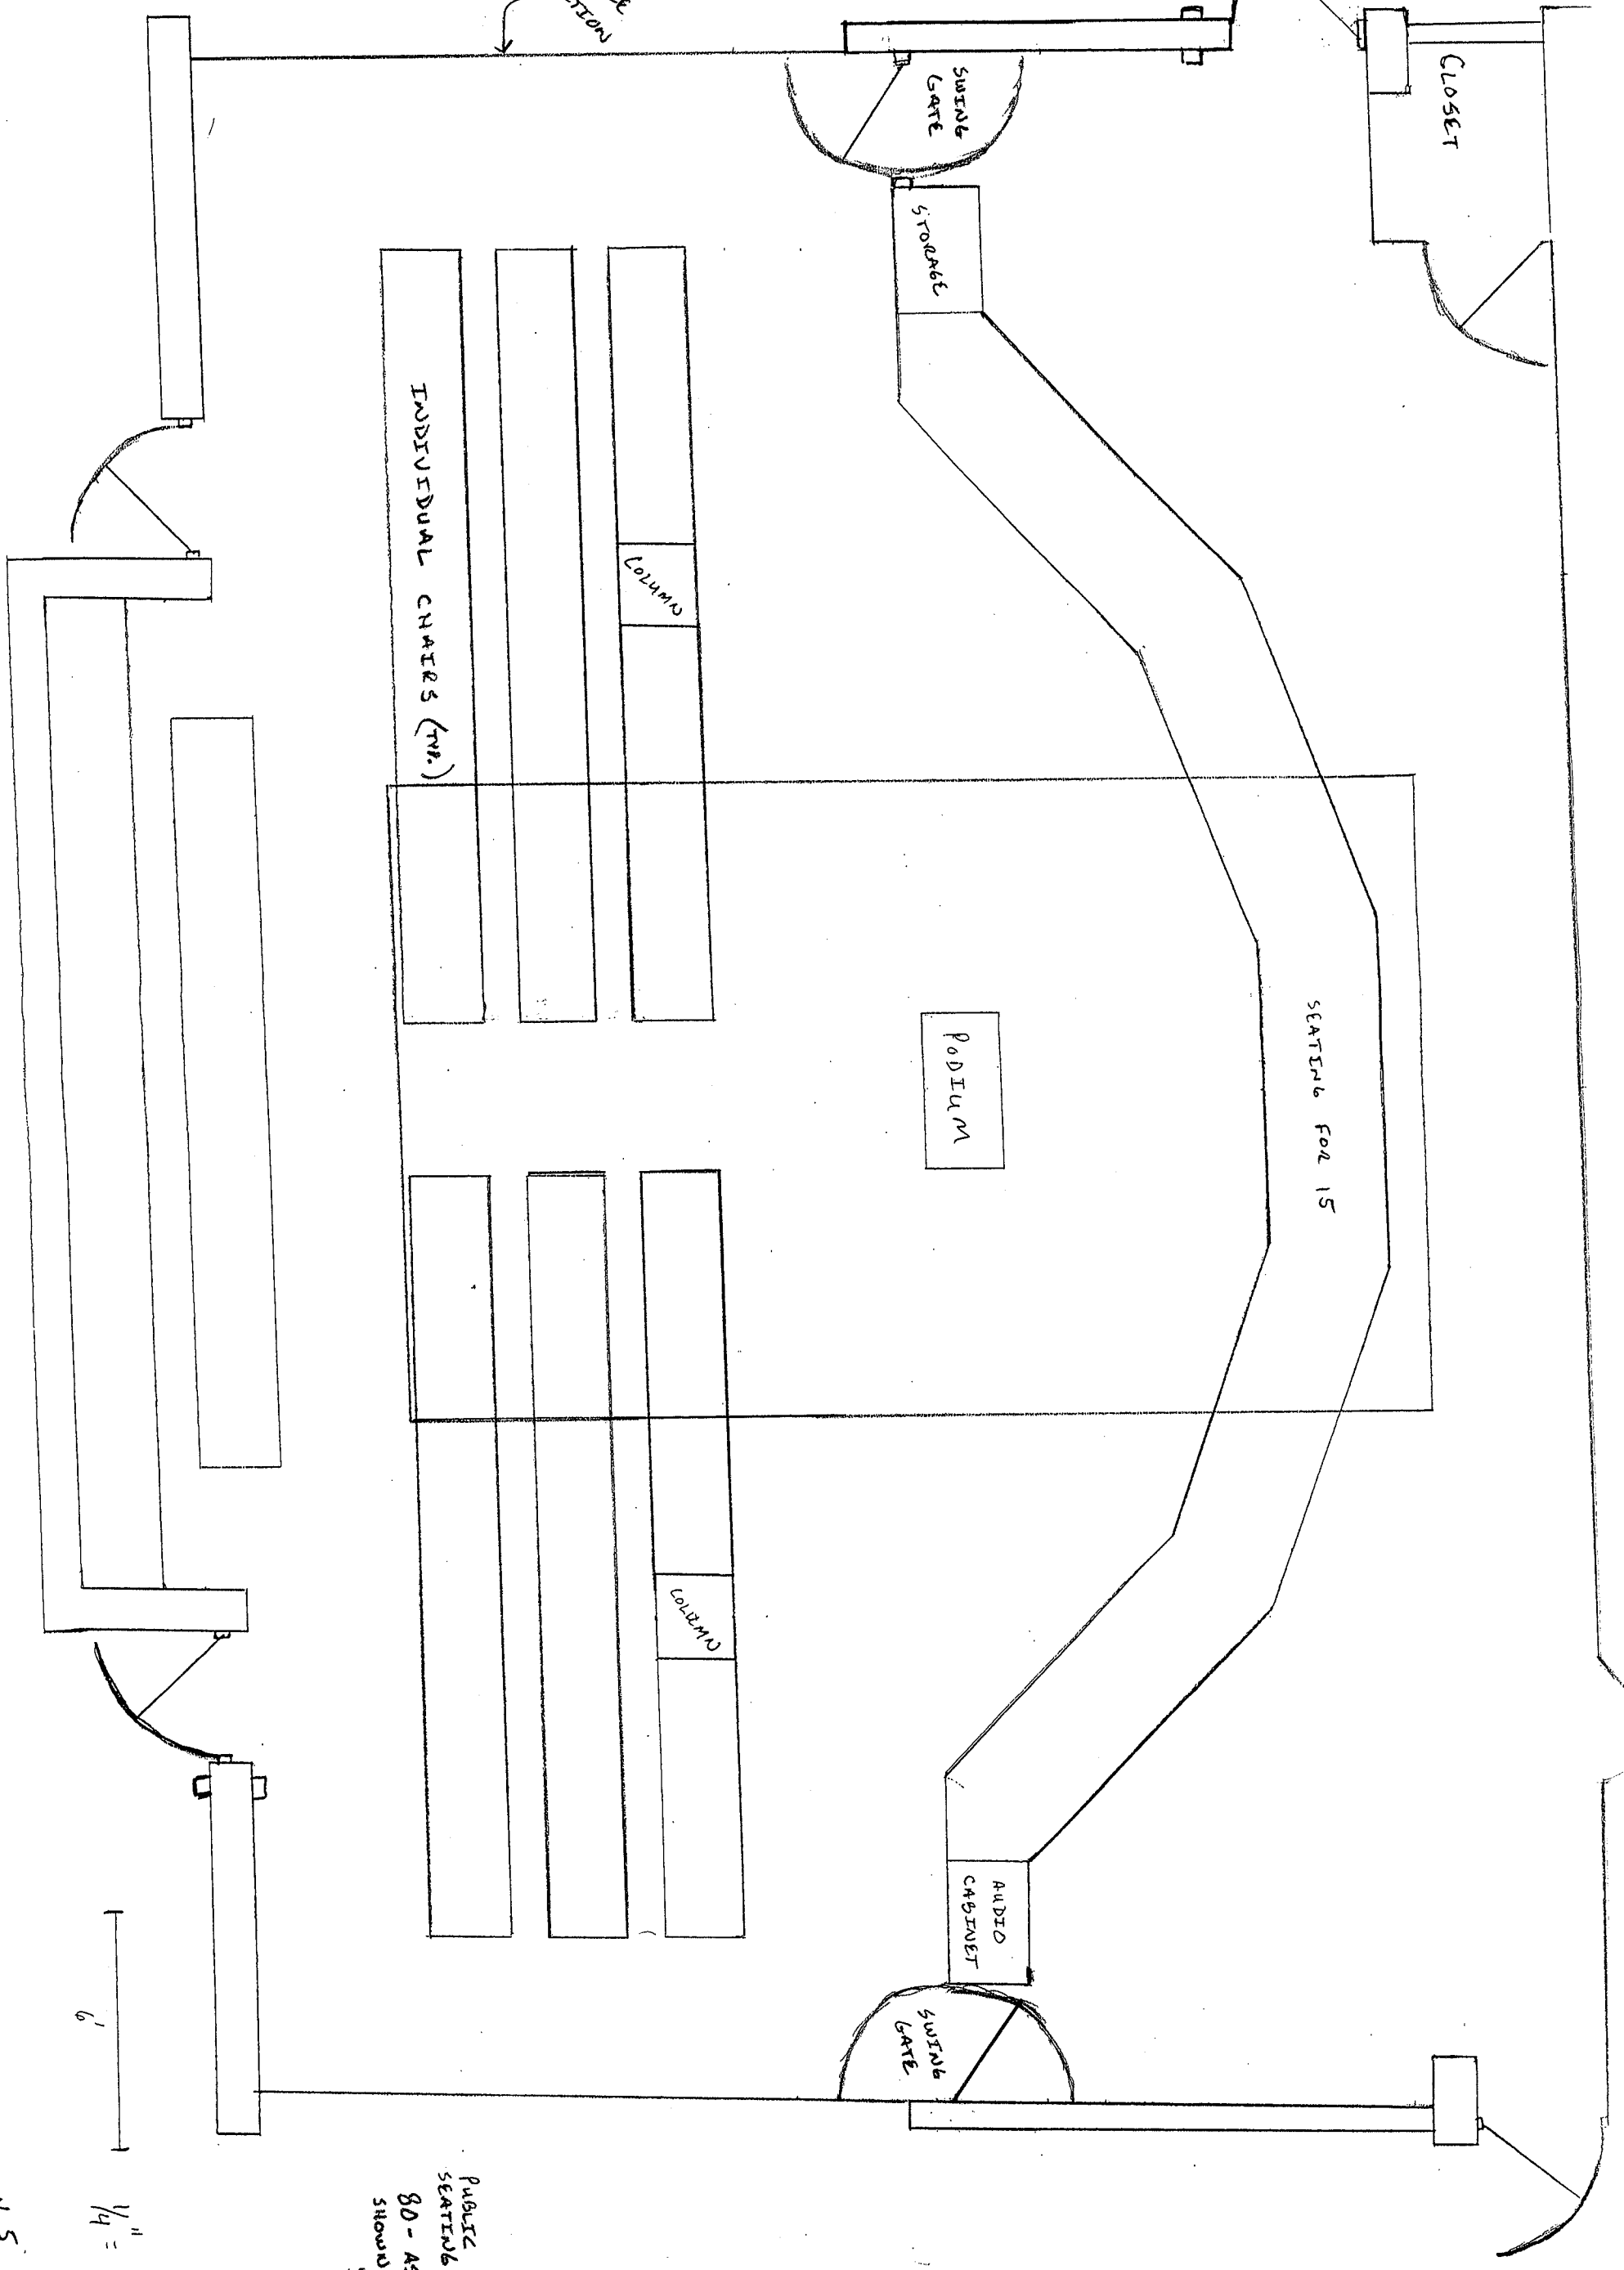 CLOSET
SWING
GATE
STORAGE
INDIVIDUAL CHAIRS (TYP.)
COLUMN
PODIUM
SEATING FOR 15
COLUMN
AUDIO
CABINET
SWING
GATE
6'
1/4" =
PUBLIC
SEATING
80 - AS
SHOWN